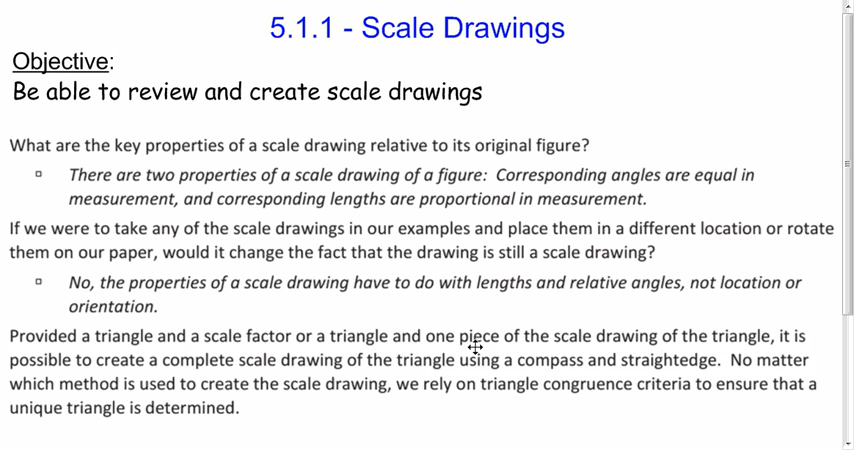 5.1.1 - Scale Drawings
Objective:
Be able to review and create scale drawings
What are the key properties of a scale drawing relative to its original figure?
There are two properties of a scale drawing of a figure: Corresponding angles are equal in
measurement, and corresponding lengths are proportional in measurement.
If we were to take any of the scale drawings in our examples and place them in a different location or rotate
them on our paper, would it change the fact that the drawing is still a scale drawing?
No, the properties of a scale drawing have to do with lengths and relative angles, not location or
orientation.
Provided a triangle and a scale factor or a triangle and one piece of the scale drawing of the triangle, it is
possible to create a complete scale drawing of the triangle using a compass and straightedge. No matter
which method is used to create the scale drawing, we rely on triangle congruence criteria to ensure that a
unique triangle is determined.